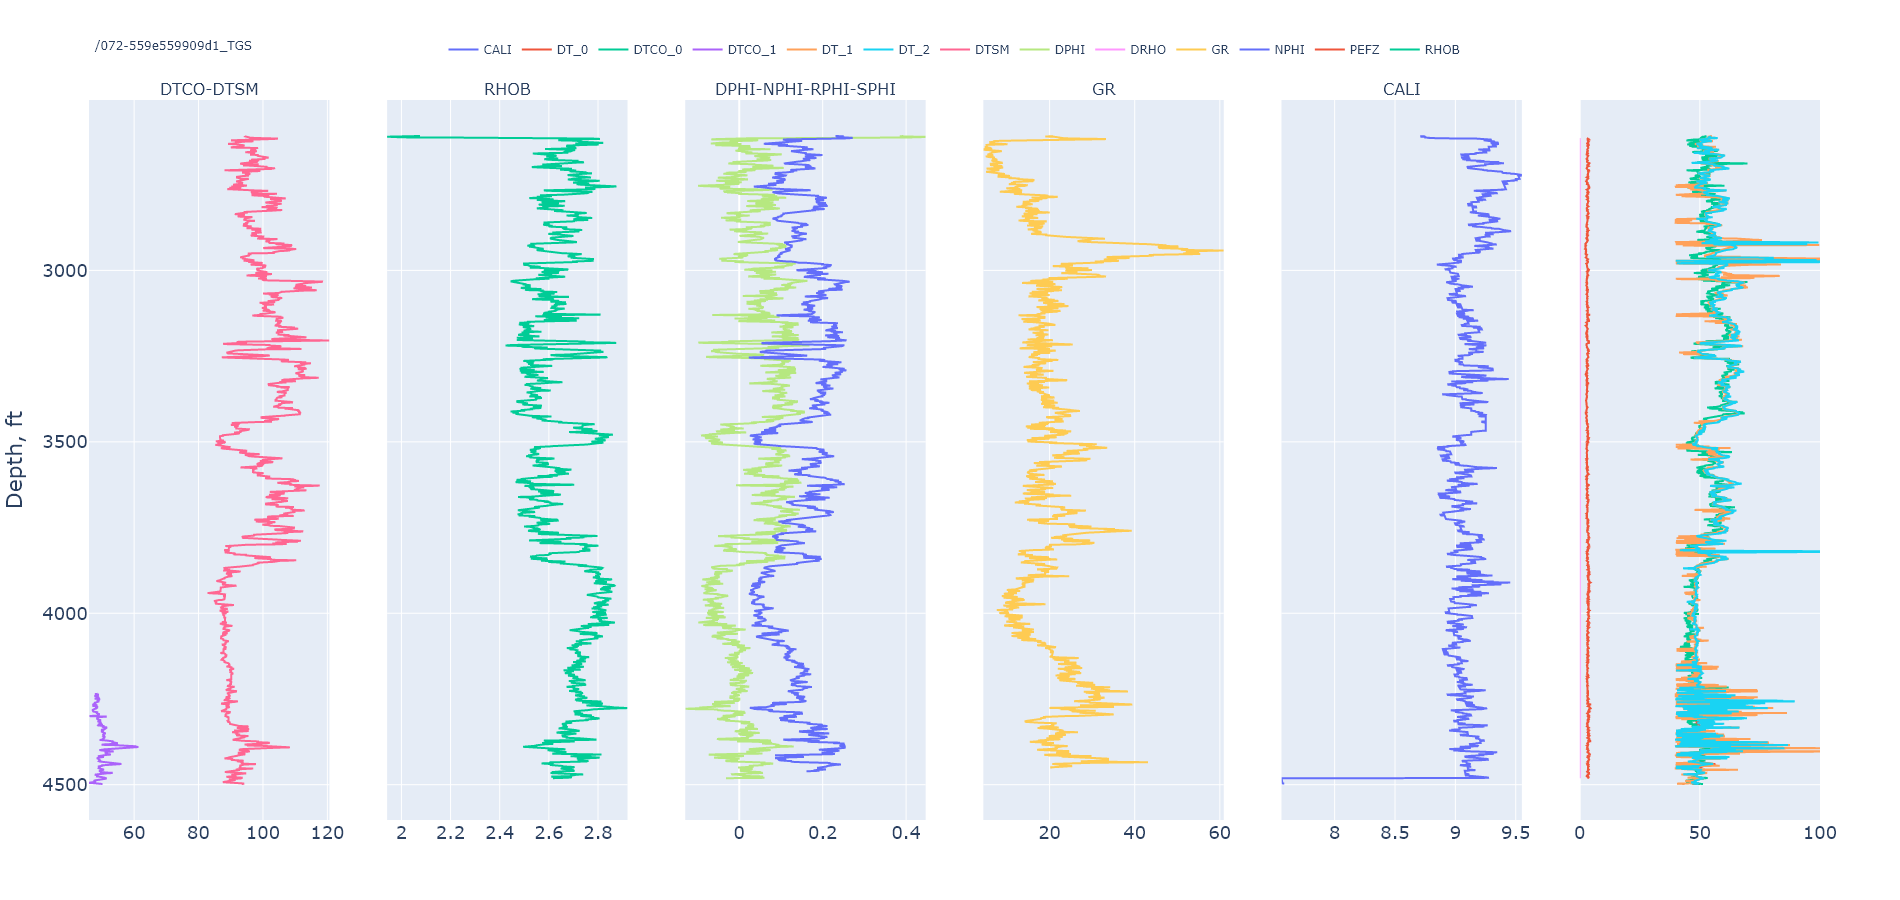 /072-559e559909d1_TGS
CALI DT_0 DTCO_0 DTCO_1 DT_1 DT_2 DTSM DPHI DRHO GR NPHI PEFZ RHOB
DTCO-DTSM RHOB DPHI-NPHI-RPHI-SPHI GR CALI
Depth, ft
3000
3500
4000
4500
60 80 100 120 2 2.2 2.4 2.6 2.8 0 0.2 0.4 20 40 60 8 8.5 9 9.5 0 50 100